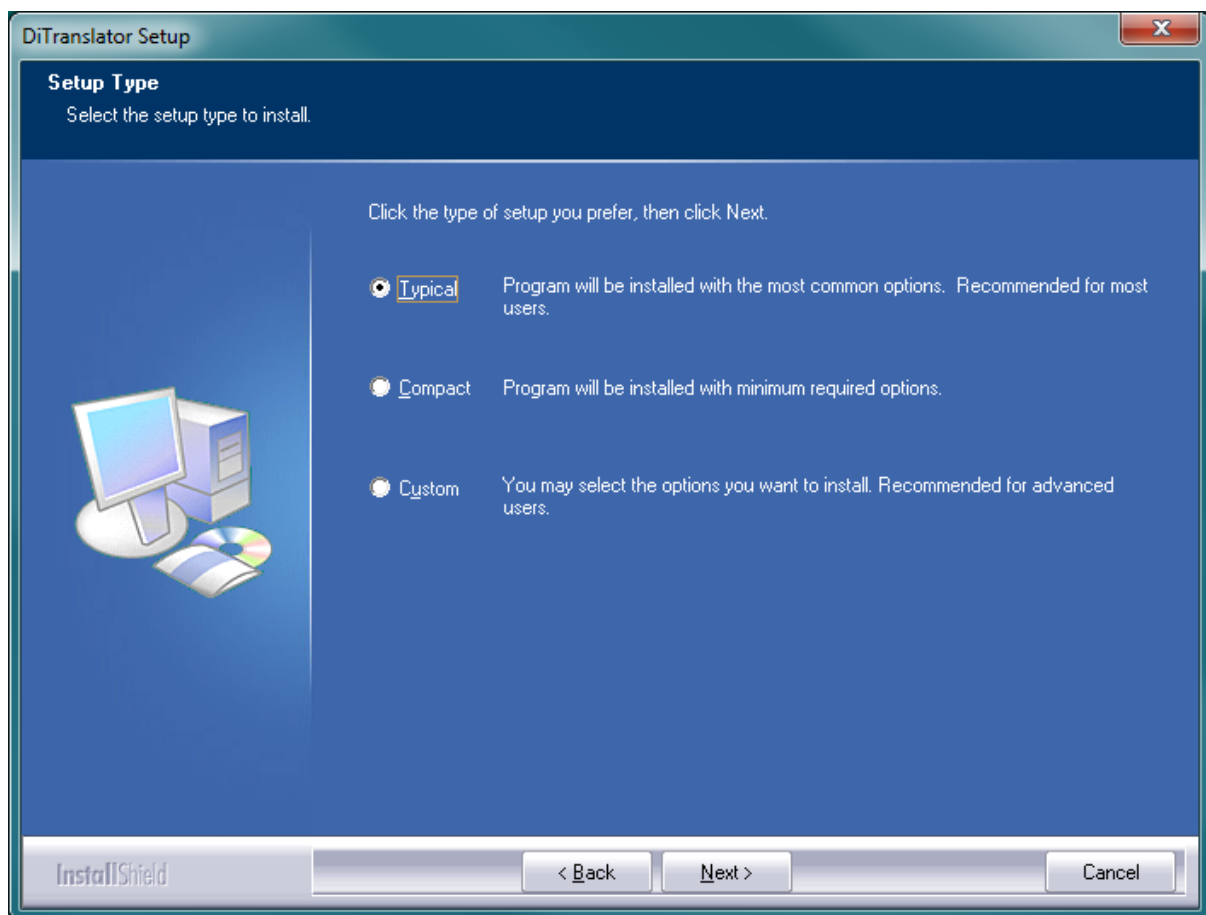 DiTranslator Setup
Setup Type
Select the setup type to install.
Click the type of setup you prefer, then click Next.
Typical
Program will be installed with the most common options.  Recommended for most
users.
Compact
Program will be installed with minimum required options.
Custom
You may select the options you want to install. Recommended for advanced
users.
InstallShield
< Back
Next >
Cancel